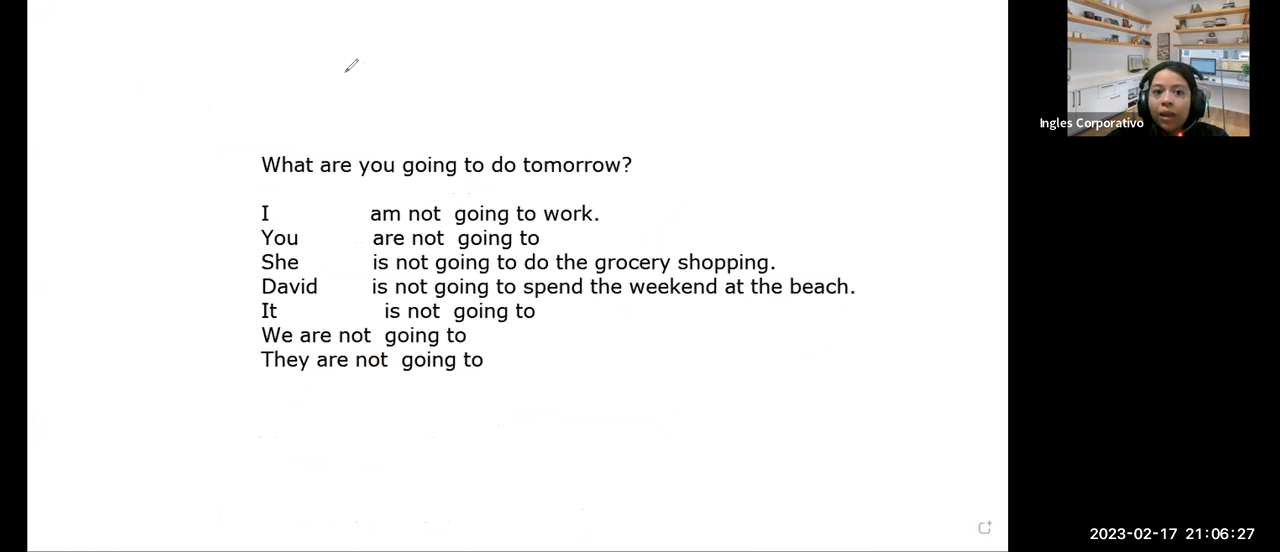 What are you going to do tomorrow?
I am not going to work.
You are not going to
She is not going to do the grocery shopping.
David is not going to spend the weekend at the beach.
It is not going to
We are not going to
They are not going to
Ingles Corporativo
2023-02-17 21:06:27